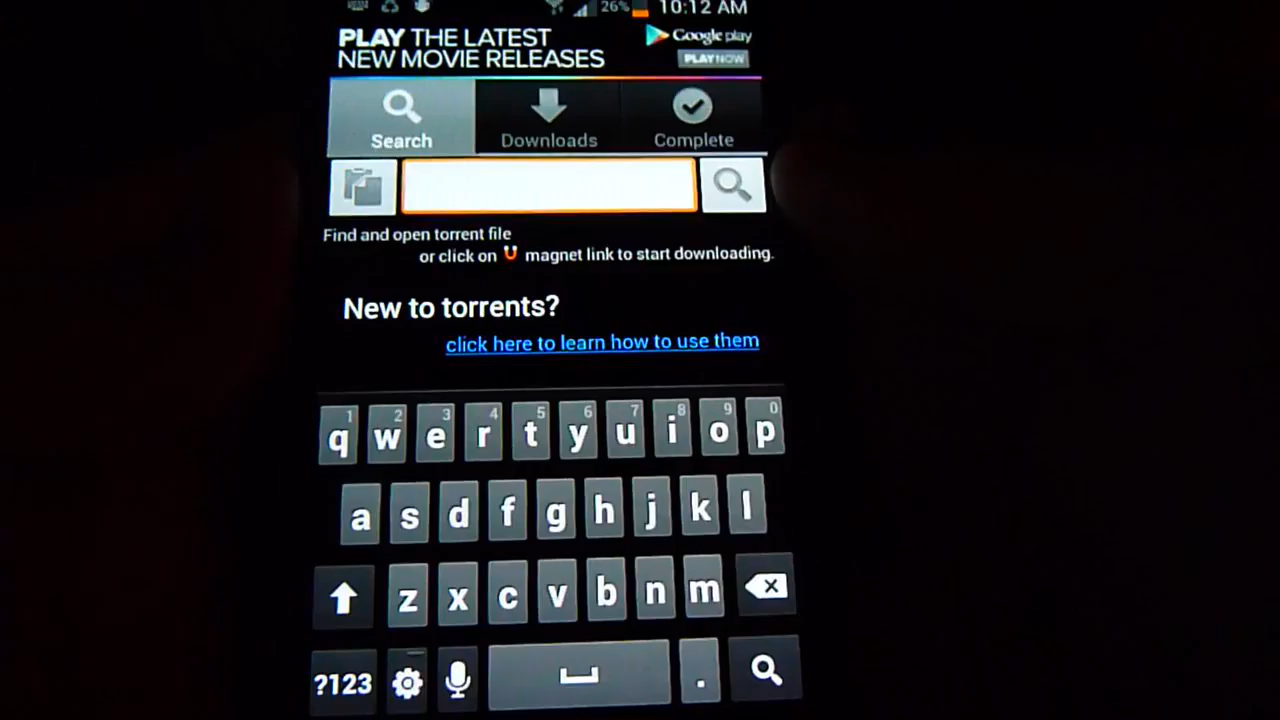 26% 10:12 AM
PLAY THE LATEST
NEW MOVIE RELEASES
Google play
PLAY NOW
Search Downloads Complete
Find and open torrent file
or click on magnet link to start downloading.
New to torrents?
click here to learn how to use them
1 2 3 4 5 6 7 8 9 0
q w e r t y u i o p
a s d f g h j k l
z x c v b n m
?123 .